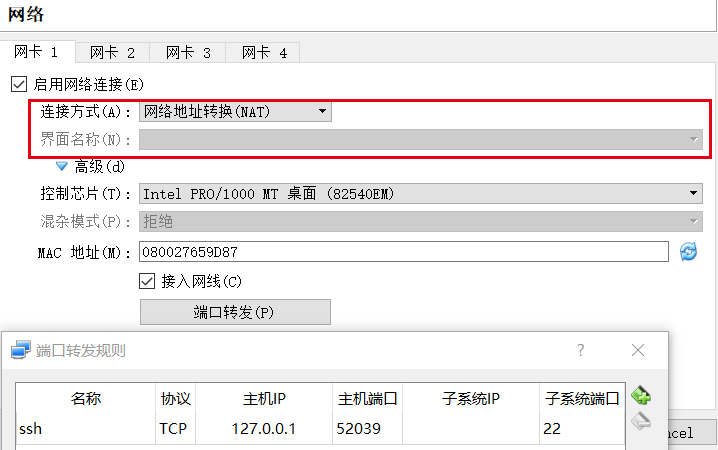 网络
网卡 1 网卡 2 网卡 3 网卡 4
启用网络连接(E)
连接方式(A): 网络地址转换(NAT)
界面名称(N):
高级(d)
控制芯片(T): Intel PRO/1000 MT 桌面 (82540EM)
混杂模式(P): 拒绝
MAC 地址(M): 080027659D87
接入网线(C)
端口转发(P)
端口转发规则 ?
名称 协议 主机IP 主机端口 子系统IP 子系统端口
ssh TCP 127.0.0.1 52039 22
ncel